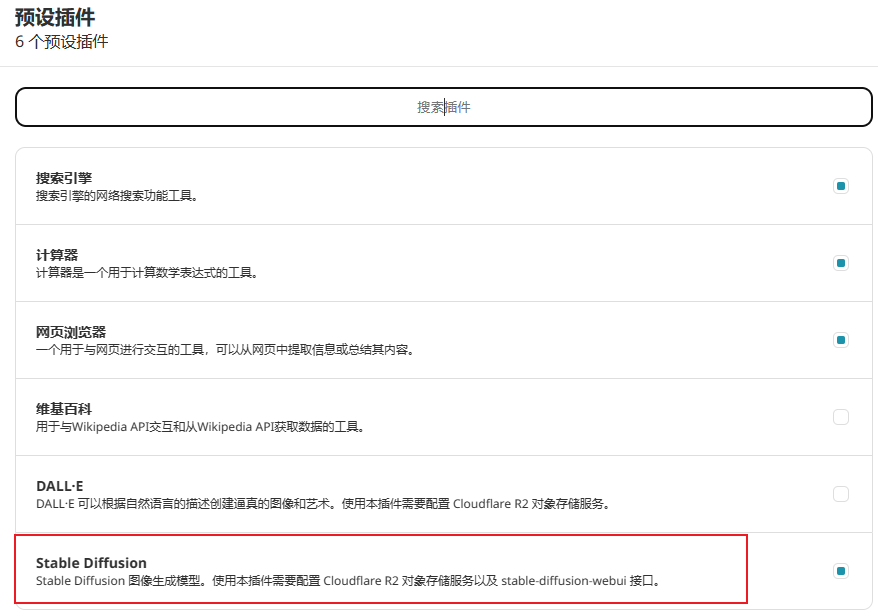 预设插件
6 个预设插件
搜索插件
搜索引擎
搜索引擎的网络搜索功能工具。
计算器
计算器是一个用于计算数学表达式的工具。
网页浏览器
一个用于与网页进行交互的工具，可以从网页中提取信息或总结其内容。
维基百科
用于与Wikipedia API交互和从Wikipedia API获取数据的工具。
DALL·E
DALL·E 可以根据自然语言的描述创建逼真的图像和艺术。使用本插件需要配置 Cloudflare R2 对象存储服务。
Stable Diffusion
Stable Diffusion 图像生成模型。使用本插件需要配置 Cloudflare R2 对象存储服务以及 stable-diffusion-webui 接口。